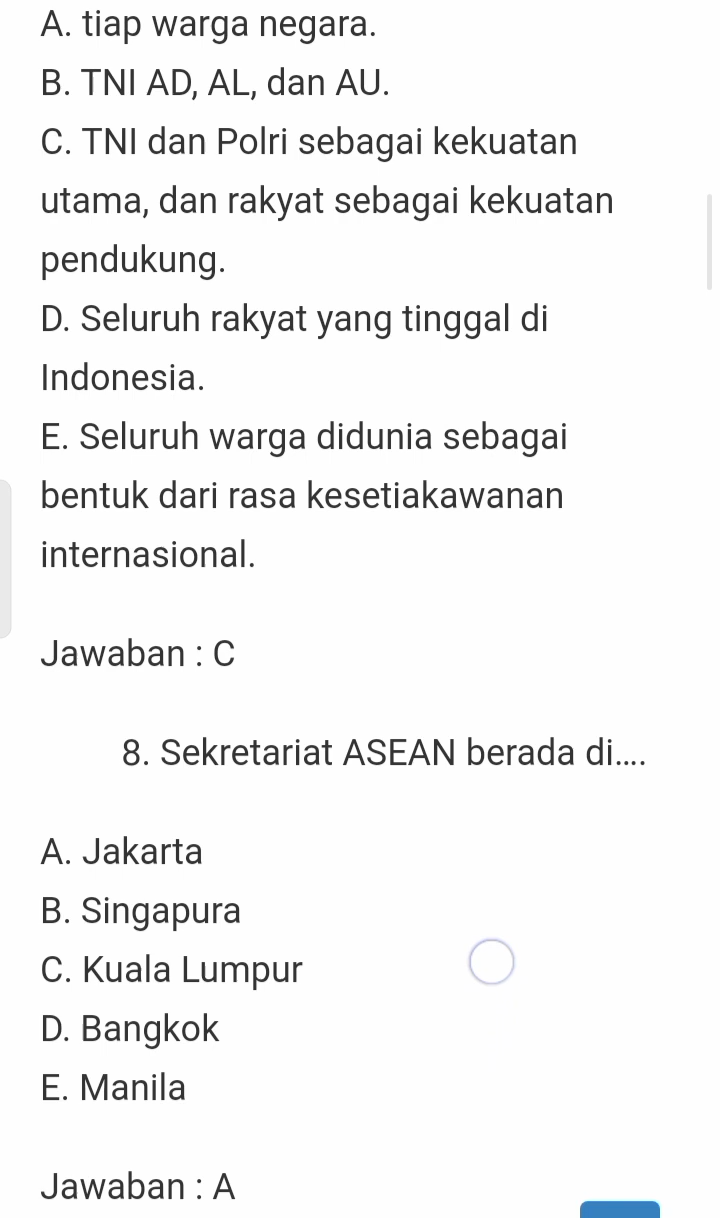 A. tiap warga negara.
B. TNI AD, AL, dan AU.
C. TNI dan Polri sebagai kekuatan
utama, dan rakyat sebagai kekuatan
pendukung.
D. Seluruh rakyat yang tinggal di
Indonesia.
E. Seluruh warga didunia sebagai
bentuk dari rasa kesetiakawanan
internasional.
Jawaban : C
8. Sekretariat ASEAN berada di....
A. Jakarta
B. Singapura
C. Kuala Lumpur
D. Bangkok
E. Manila
Jawaban : A